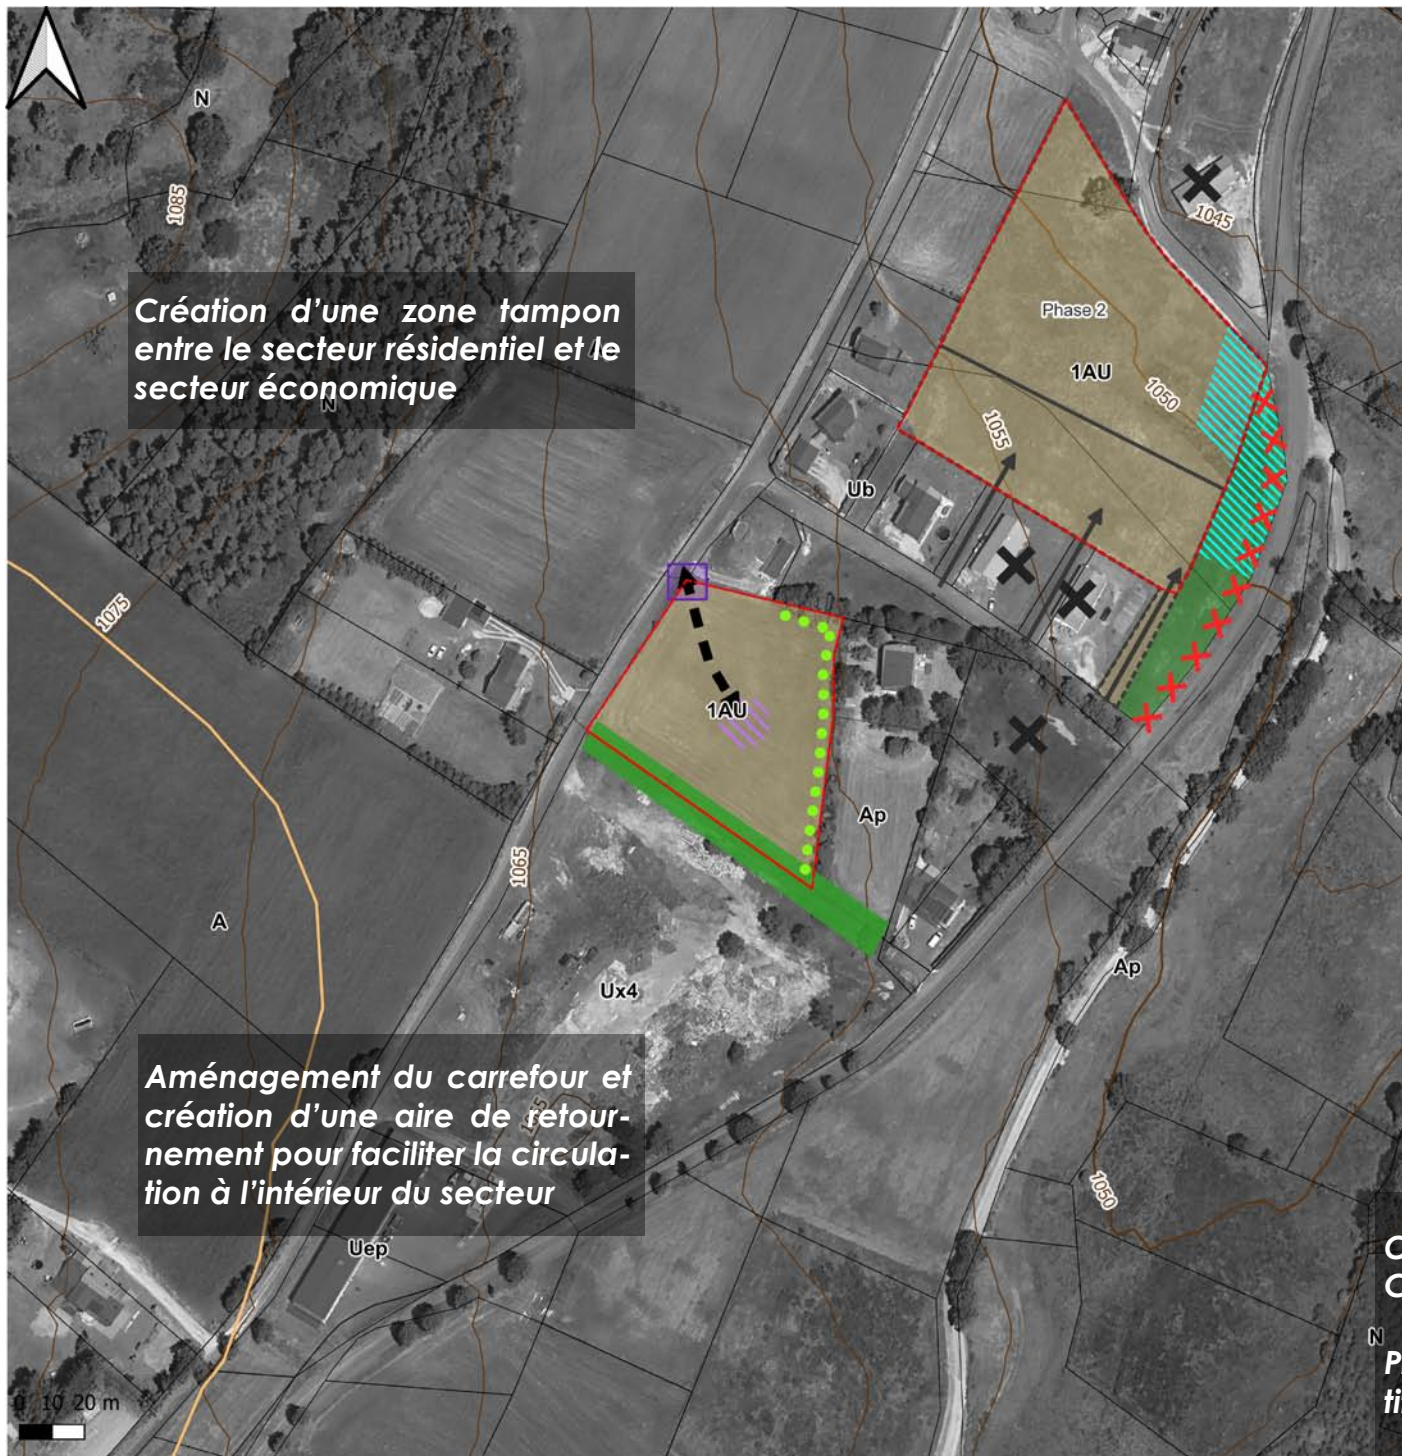 N
1085
1045
Création d’une zone tampon
entre le secteur résidentiel et le
secteur économique
N
Phase 2
1AU
1050
1055
Ub
1075
1AU
1065
Ap
A
Ux4
Ap
Aménagement du carrefour et
création d’une aire de retour-
nement pour faciliter la circula-
tion à l’intérieur du secteur
1050
Uep
N
0 10 20 m